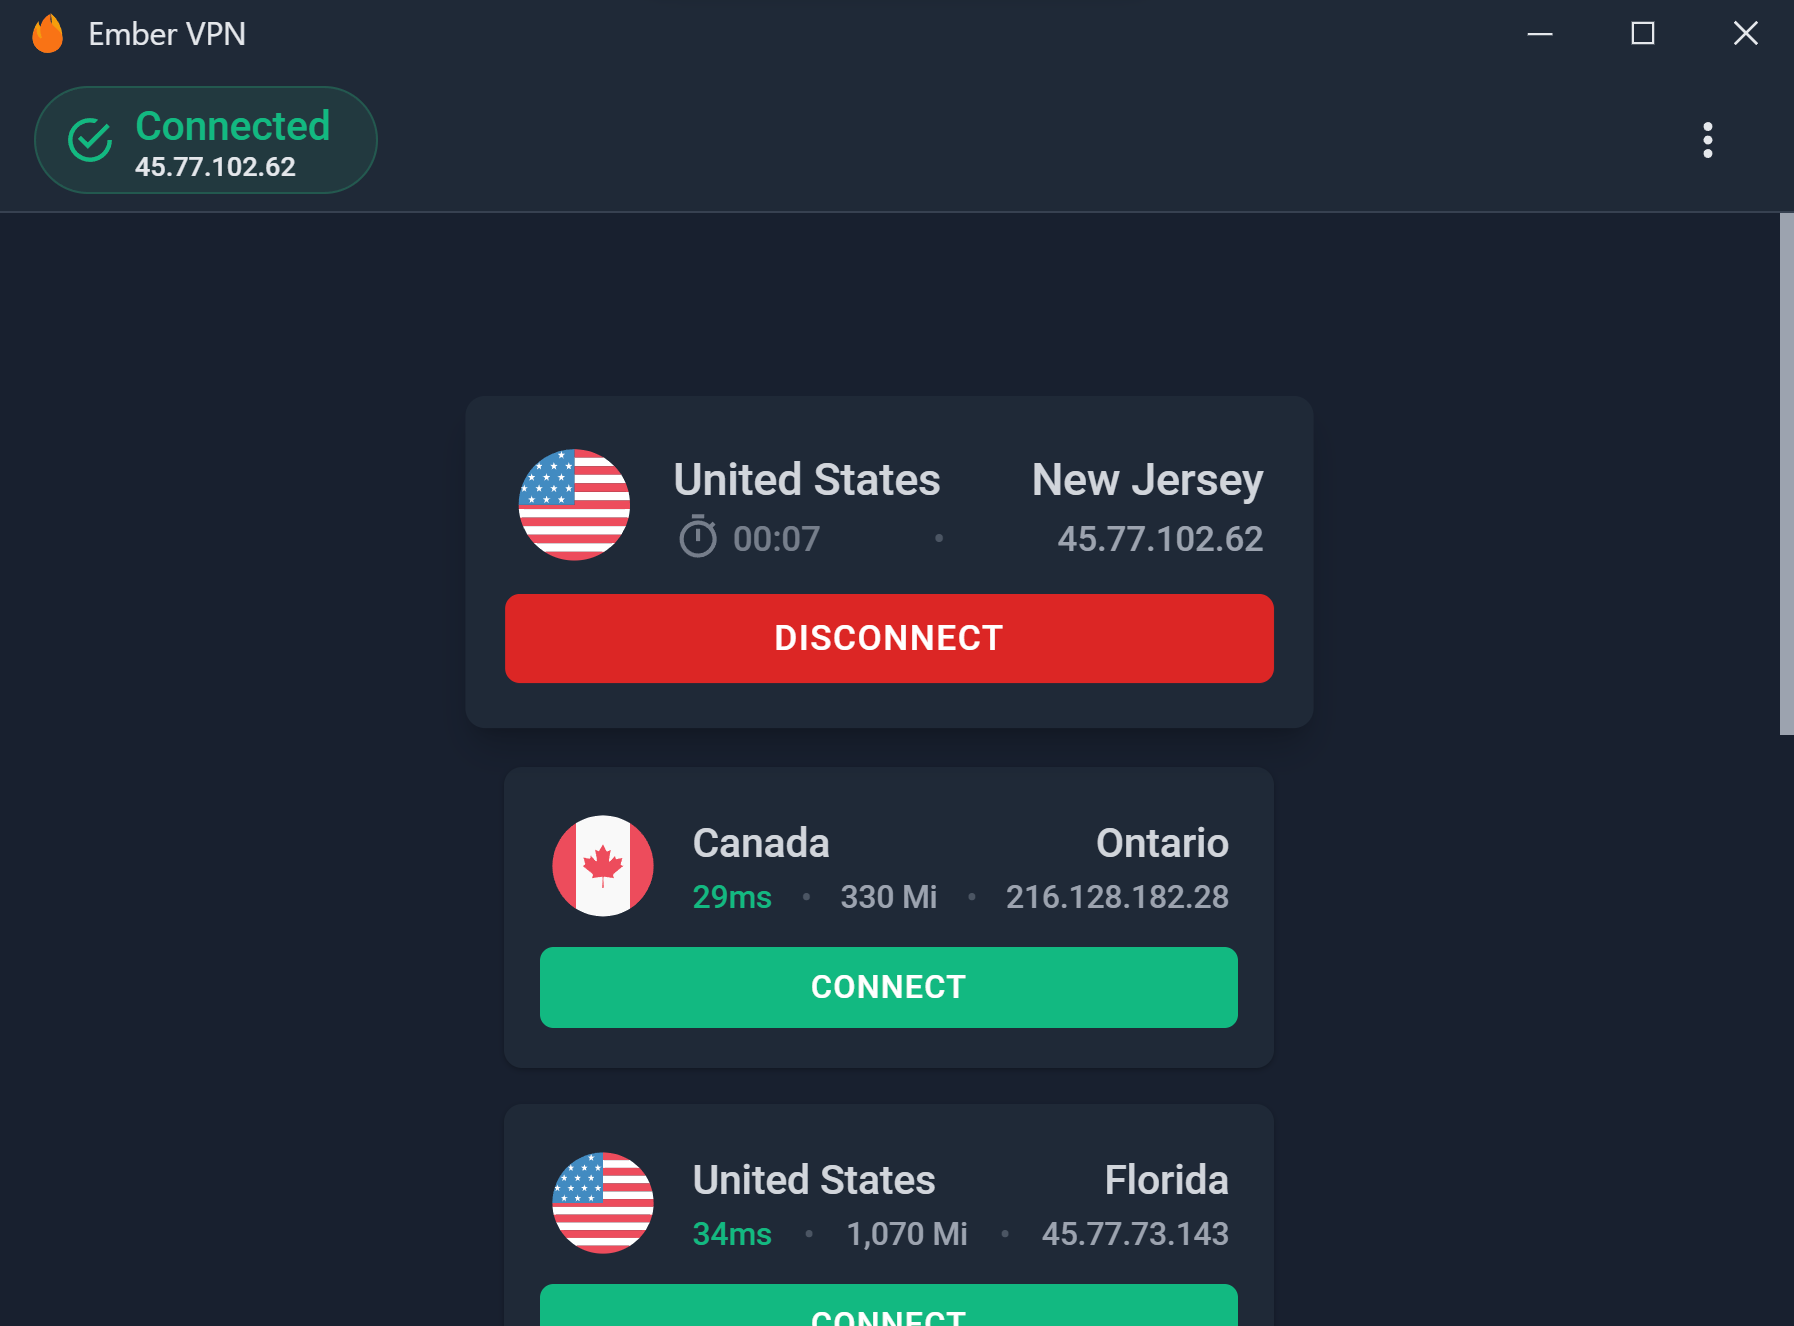 Ember VPN
Connected
45.77.102.62
United States New Jersey
00:07 • 45.77.102.62
DISCONNECT
Canada Ontario
29ms • 330 Mi • 216.128.182.28
CONNECT
United States Florida
34ms • 1,070 Mi • 45.77.73.143
CONNECT